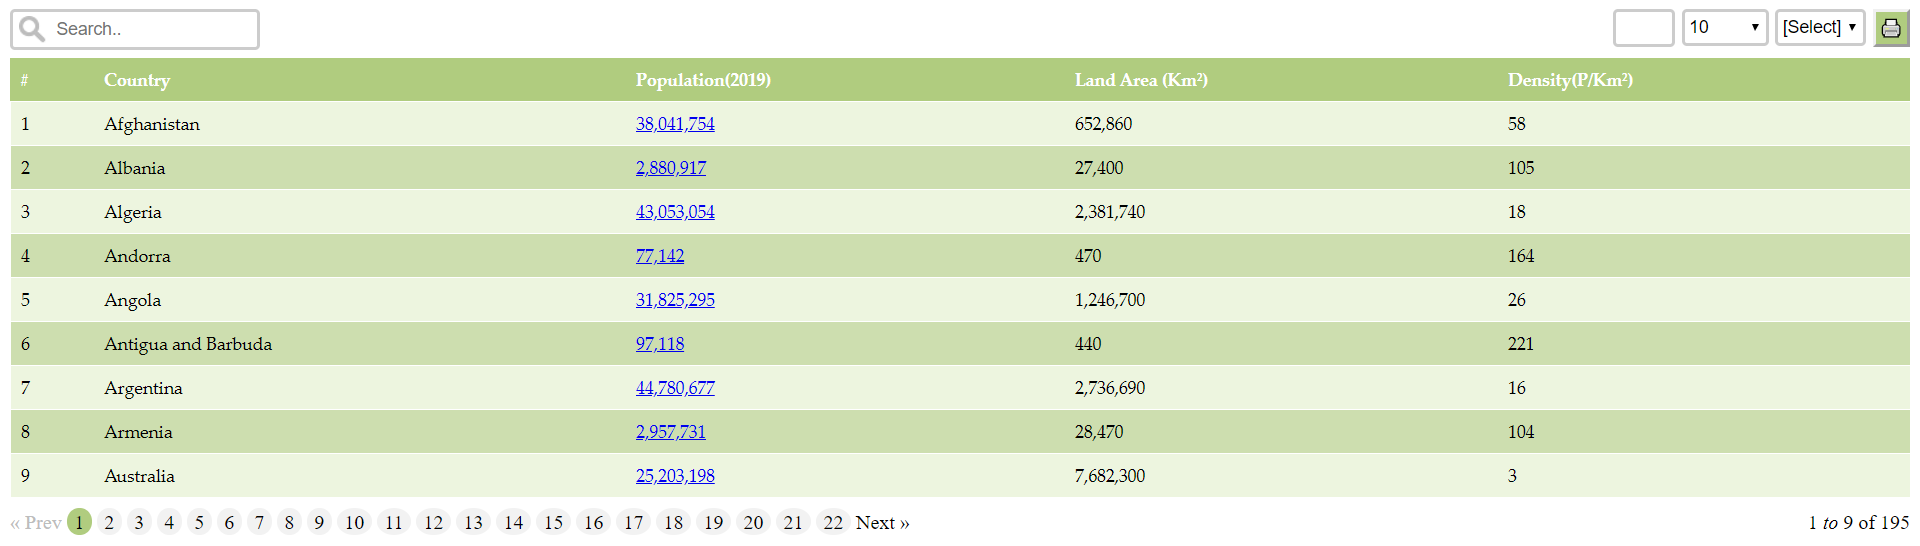 Search.. 10 [Select]
# Country Population(2019) Land Area (Km²) Density(P/Km²)
1 Afghanistan 38,041,754 652,860 58
2 Albania 2,880,917 27,400 105
3 Algeria 43,053,054 2,381,740 18
4 Andorra 77,142 470 164
5 Angola 31,825,295 1,246,700 26
6 Antigua and Barbuda 97,118 440 221
7 Argentina 44,780,677 2,736,690 16
8 Armenia 2,957,731 28,470 104
9 Australia 25,203,198 7,682,300 3
« Prev 1 2 3 4 5 6 7 8 9 10 11 12 13 14 15 16 17 18 19 20 21 22 Next » 1 to 9 of 195